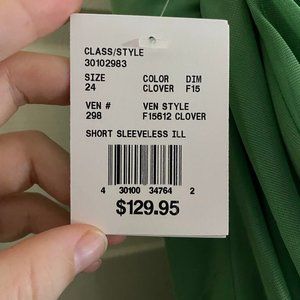 CLASS/STYLE
30102983
SIZE COLOR DIM
24 CLOVER F15
VEN # VEN STYLE
298 F15612 CLOVER
SHORT SLEEVELESS ILL
4 30100 34764 2
$129.95